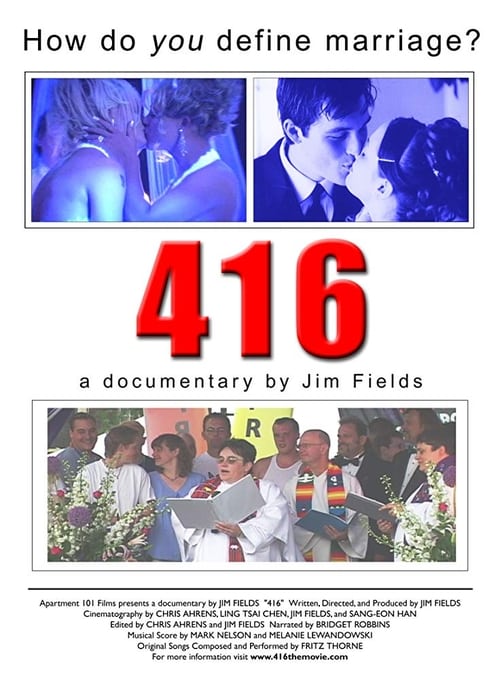 How do you define marriage?
416
a documentary by Jim Fields
R
Apartment 101 Films presents a documentary by JIM FIELDS "416" Written, Directed, and Produced by JIM FIELDS
Cinematography by CHRIS AHRENS, LING TSAI CHEN, JIM FIELDS, and SANG-EON HAN
Edited by CHRIS AHRENS and JIM FIELDS Narrated by BRIDGET ROBBINS
Musical Score by MARK NELSON and MELANIE LEWANDOWSKI
Original Songs Composed and Performed by FRITZ THORNE
For more information visit www.416themovie.com